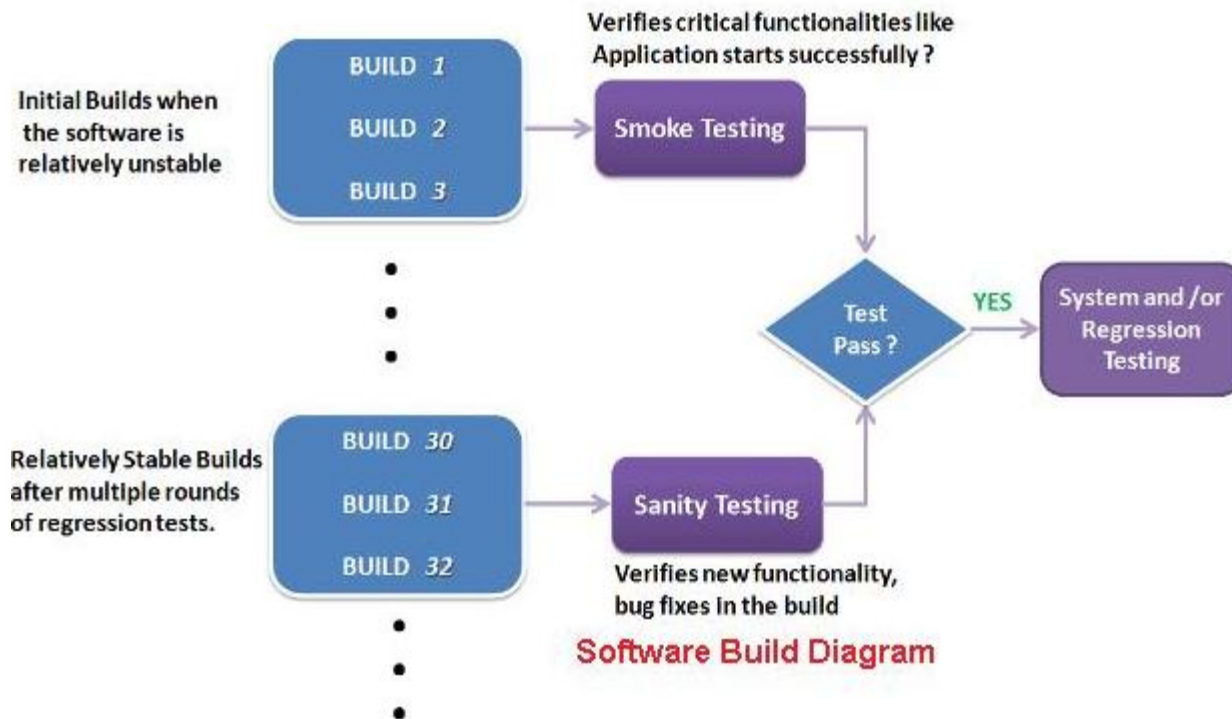 Verifies critical functionalities like
Application starts successfully ?
Initial Builds when
the software is
relatively unstable
BUILD 1
BUILD 2
BUILD 3
Smoke Testing
Test
Pass ?
YES
System and /or
Regression
Testing
Relatively Stable Builds
after multiple rounds
of regression tests.
BUILD 30
BUILD 31
BUILD 32
Sanity Testing
Verifies new functionality,
bug fixes in the build
Software Build Diagram